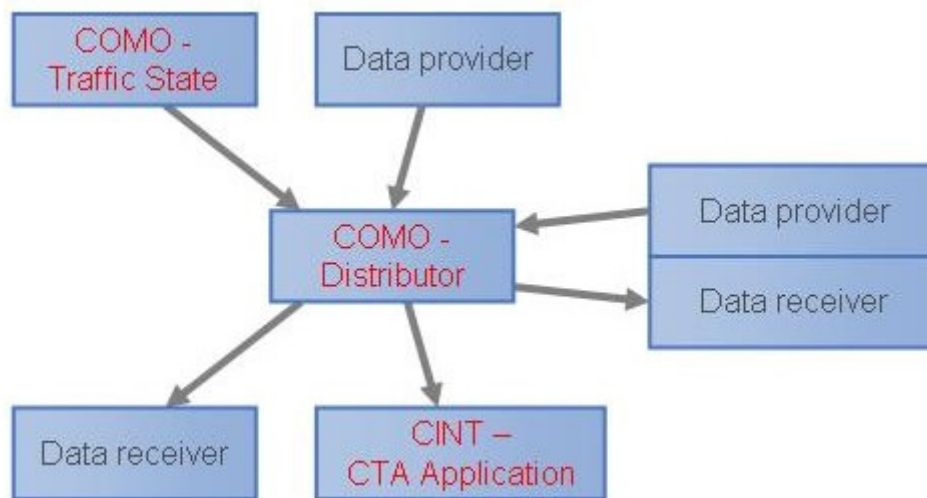 COMO -
Traffic State
Data provider
Data provider
COMO -
Distributor
Data receiver
Data receiver
CINT –
CTA Application